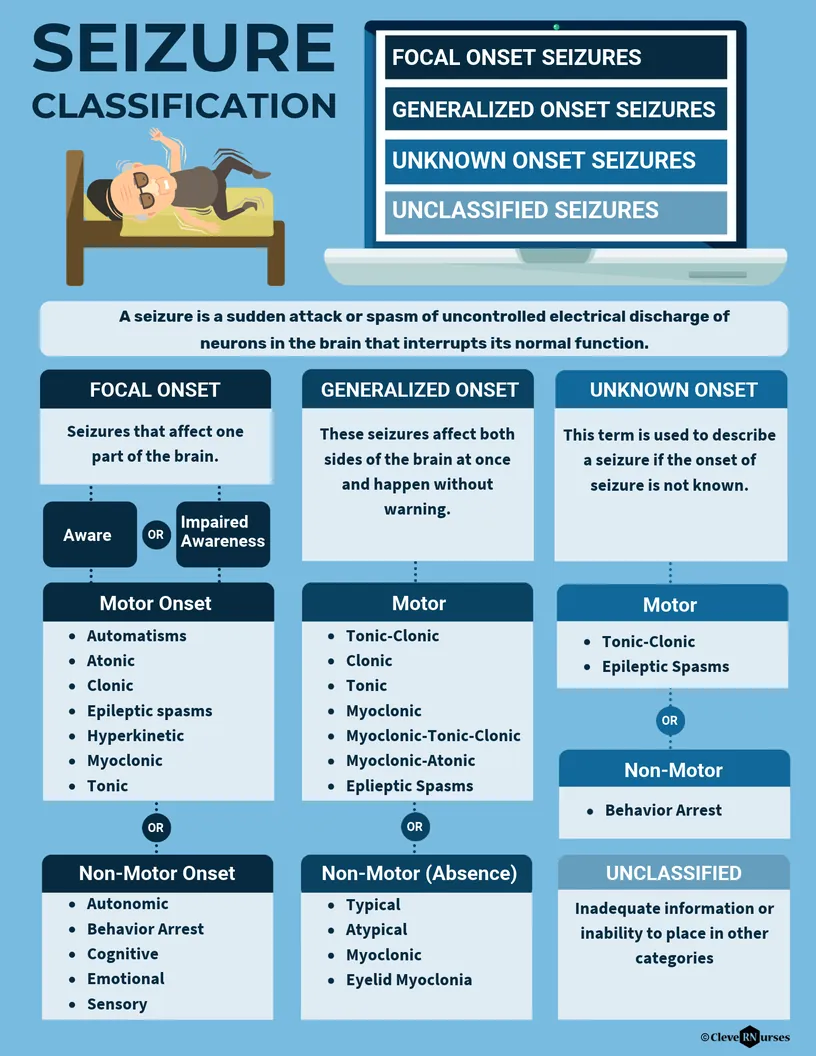 SEIZURE
CLASSIFICATION
FOCAL ONSET SEIZURES
GENERALIZED ONSET SEIZURES
UNKNOWN ONSET SEIZURES
UNCLASSIFIED SEIZURES
A seizure is a sudden attack or spasm of uncontrolled electrical discharge of
neurons in the brain that interrupts its normal function.
FOCAL ONSET
Seizures that affect one
part of the brain.
Aware
OR
Impaired
Awareness
Motor Onset
• Automatisms
• Atonic
• Clonic
• Epileptic spasms
• Hyperkinetic
• Myoclonic
• Tonic
OR
Non-Motor Onset
• Autonomic
• Behavior Arrest
• Cognitive
• Emotional
• Sensory
GENERALIZED ONSET
These seizures affect both
sides of the brain at once
and happen without
warning.
Motor
• Tonic-Clonic
• Clonic
• Tonic
• Myoclonic
• Myoclonic-Tonic-Clonic
• Myoclonic-Atonic
• Eplieptic Spasms
OR
Non-Motor (Absence)
• Typical
• Atypical
• Myoclonic
• Eyelid Myoclonia
UNKNOWN ONSET
This term is used to describe
a seizure if the onset of
seizure is not known.
Motor
• Tonic-Clonic
• Epileptic Spasms
OR
Non-Motor
• Behavior Arrest
UNCLASSIFIED
Inadequate information or
inability to place in other
categories
©CleveRNurses